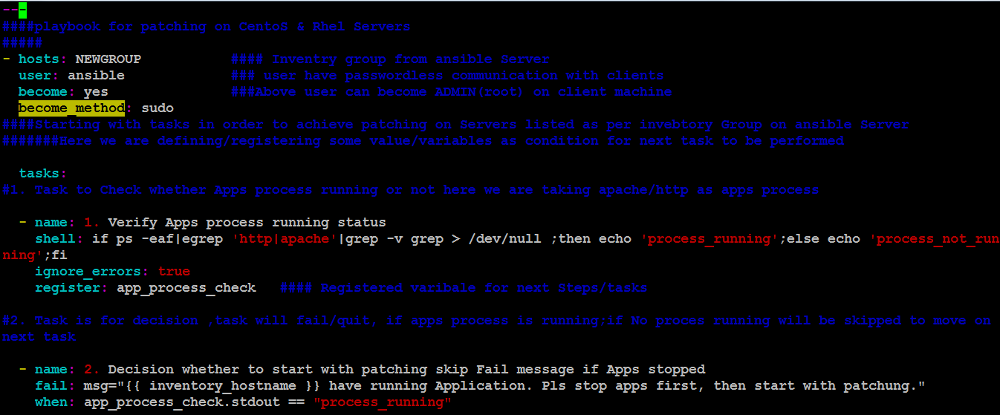 ---
####playbook for patching on CentoS & Rhel Servers
#####
- hosts: NEWGROUP           #### Inventry group from ansible Server
  user: ansible             ### user have passwordless communication with clients
  become: yes               ###Above user can become ADMIN(root) on client machine
  become_method: sudo
####Starting with tasks in order to achieve patching on Servers listed as per invebtory Group on ansible Server
#######Here we are defining/registering some value/variables as condition for next task to be performed
  tasks:
#1. Task to Check whether Apps process running or not here we are taking apache/http as apps process
  - name: 1. Verify Apps process running status
    shell: if ps -eaf|egrep 'http|apache'|grep -v grep > /dev/null ;then echo 'process_running';else echo 'process_not_run
ning';fi
    ignore_errors: true
    register: app_process_check   #### Registered varibale for next Steps/tasks
#2. Task is for decision ,task will fail/quit, if apps process is running;if No proces running will be skipped to move on
next task
  - name: 2. Decision whether to start with patching skip Fail message if Apps stopped
    fail: msg="{{ inventory_hostname }} have running Application. Pls stop apps first, then start with patchung."
    when: app_process_check.stdout == "process_running"